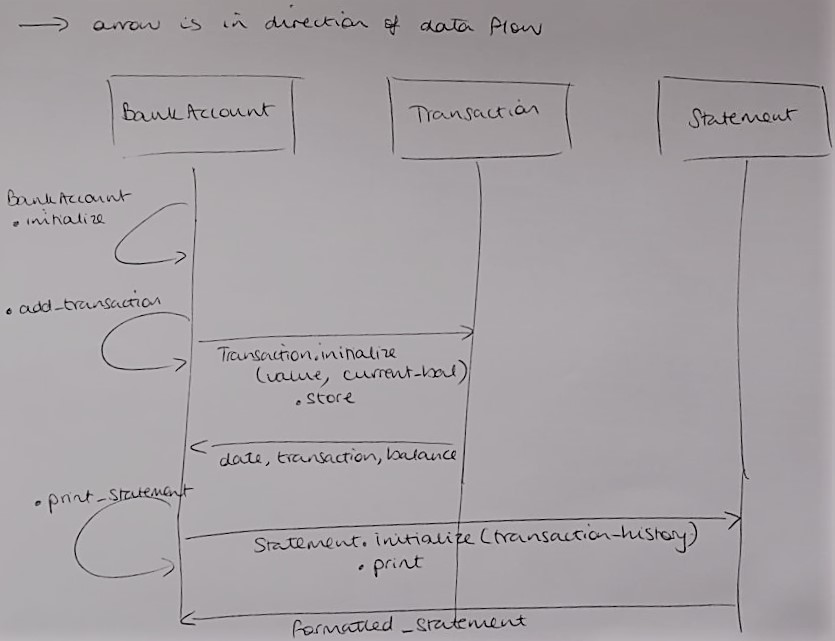 → arrow is in direction of data flow
BankAccount
Transaction
Statement
BankAccount
.initialize
.add_transaction
Transaction.initialize
(value, current-bal)
.store
date, transaction, balance
.print_statement
Statement.initialize(transaction-history)
.print
formatted_statement